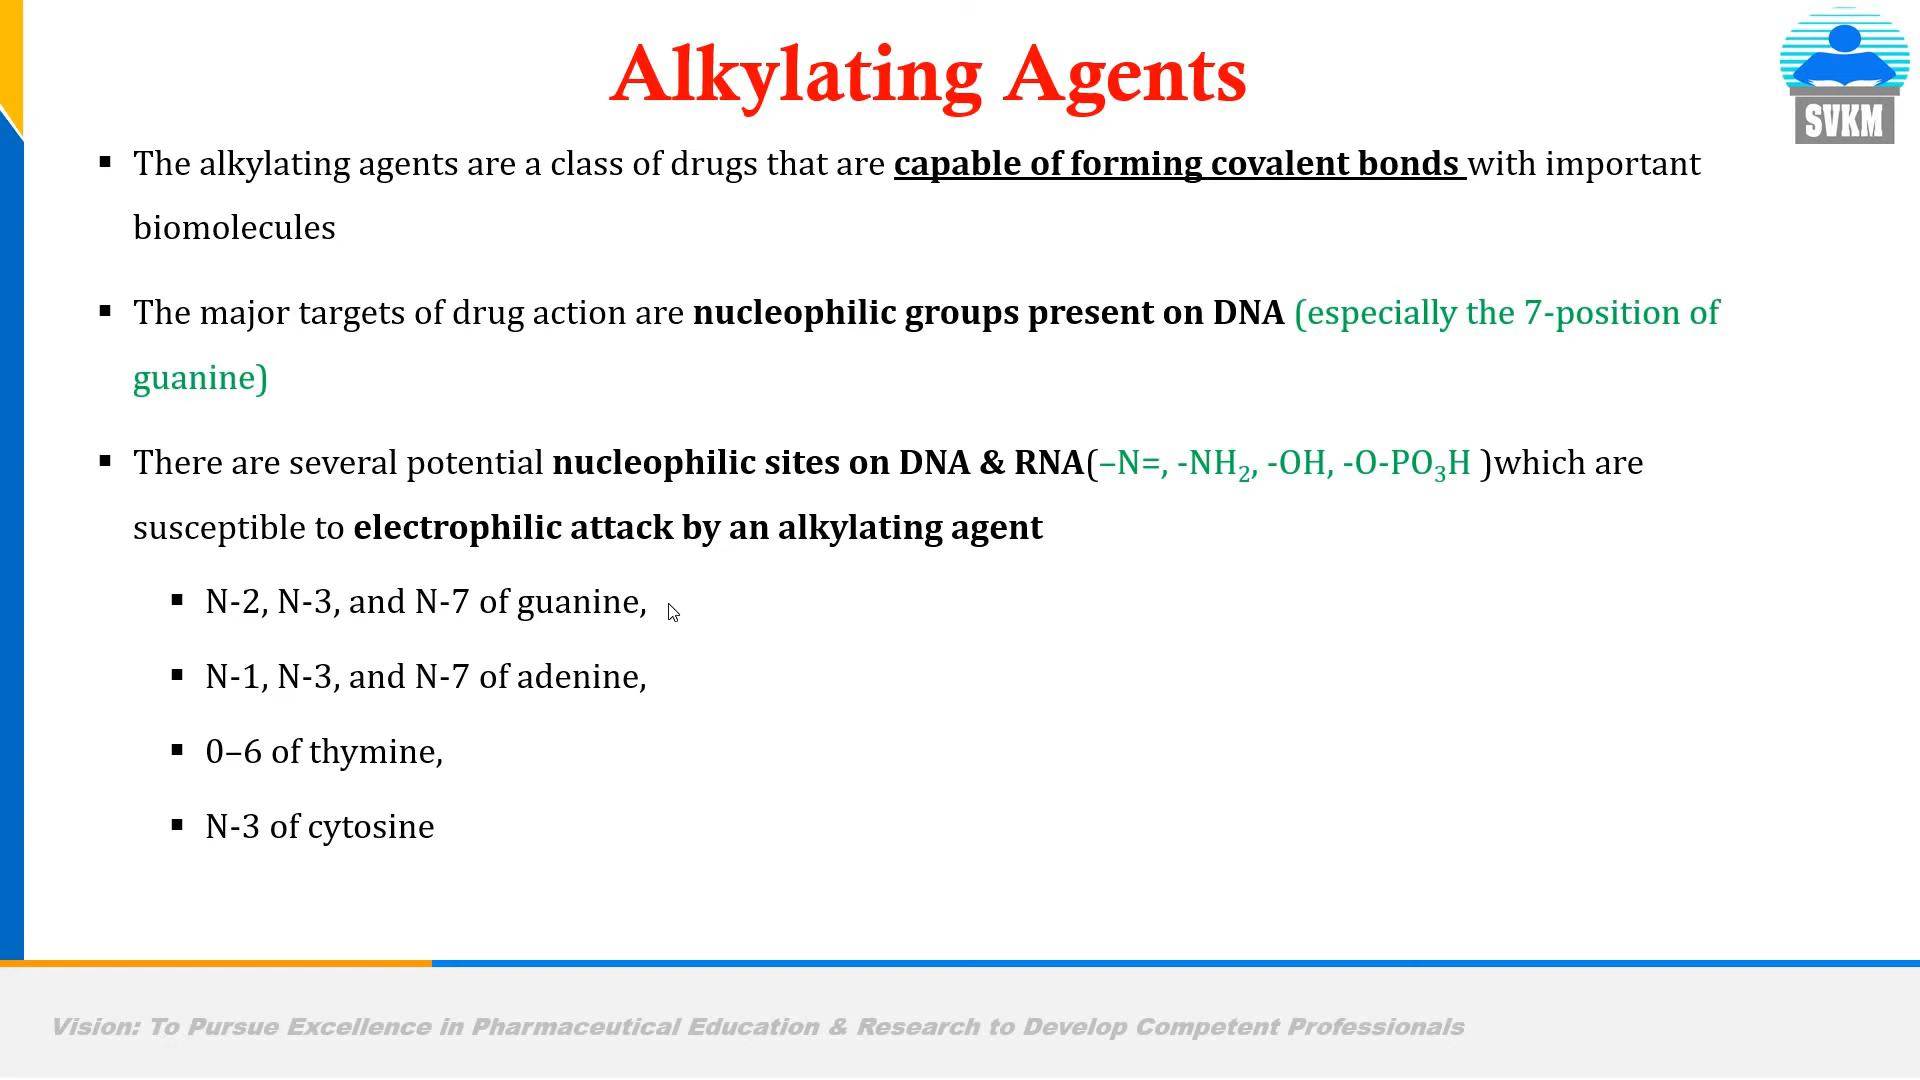 Alkylating Agents
SVKM
▪ The alkylating agents are a class of drugs that are capable of forming covalent bonds with important
biomolecules
▪ The major targets of drug action are nucleophilic groups present on DNA (especially the 7-position of
guanine)
▪ There are several potential nucleophilic sites on DNA & RNA(–N=, -NH₂, -OH, -O-PO₃H )which are
susceptible to electrophilic attack by an alkylating agent
▪ N-2, N-3, and N-7 of guanine,
▪ N-1, N-3, and N-7 of adenine,
▪ 0–6 of thymine,
▪ N-3 of cytosine
Vision: To Pursue Excellence in Pharmaceutical Education & Research to Develop Competent Professionals